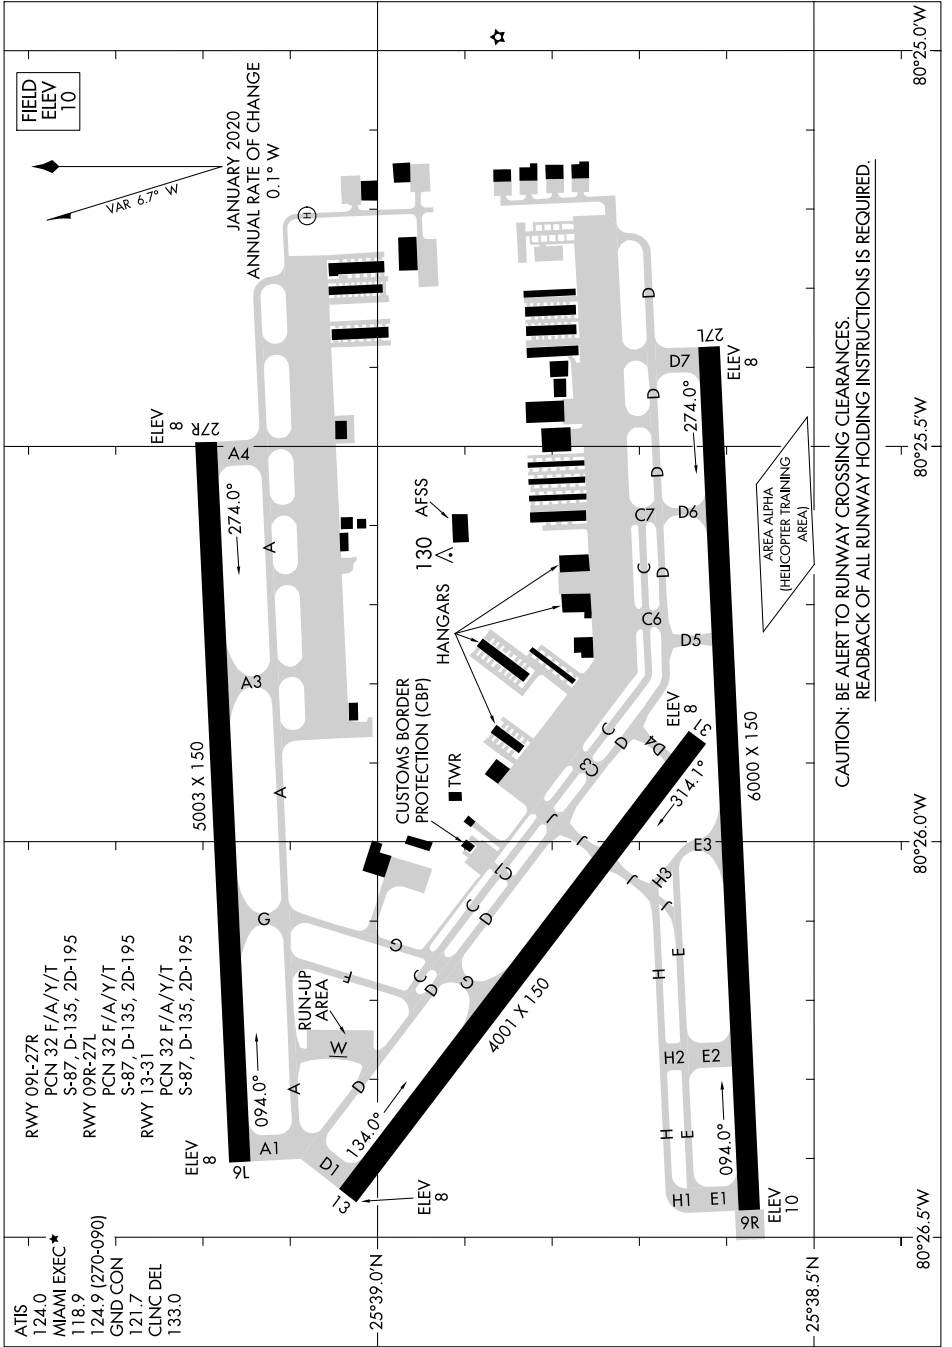 ATIS
124.0
MIAMI EXEC★
118.9
124.9 (270-090)
GND CON
121.7
CLNC DEL
133.0
RWY 09L-27R
PCN 32 F/A/Y/T
S-87, D-135, 2D-195
RWY 09R-27L
PCN 32 F/A/Y/T
S-87, D-135, 2D-195
RWY 13-31
PCN 32 F/A/Y/T
S-87, D-135, 2D-195
FIELD
ELEV
10
VAR 6.7° W
JANUARY 2020
ANNUAL RATE OF CHANGE
0.1° W
H
ELEV
8
9L
094.0°
5003 X 150
274.0°
27R
ELEV
8
A1
A
G
A
A3
A
A4
RUN-UP
AREA
W
F
G
D
D1
13
ELEV
8
134.0°
4001 X 150
314.1°
31
ELEV
8
G
D
C
D
C
C1
J
J
J
J
C3
D
C
D4
CUSTOMS BORDER
PROTECTION (CBP)
TWR
HANGARS
130
AFSS
C6
C
C7
D
D
D
D
D5
D6
D7
H1
H
H2
H
H3
E1
E
E2
E
E3
9R
ELEV
10
094.0°
6000 X 150
274.0°
27L
ELEV
8
AREA ALPHA
(HELICOPTER TRAINING
AREA)
CAUTION: BE ALERT TO RUNWAY CROSSING CLEARANCES.
READBACK OF ALL RUNWAY HOLDING INSTRUCTIONS IS REQUIRED.
25°39.0'N
25°38.5'N
80°26.5'W
80°26.0'W
80°25.5'W
80°25.0'W